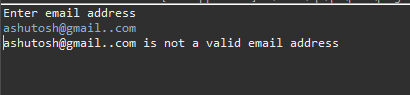 Enter email address
ashutosh@gmail..com
ashutosh@gmail..com is not a valid email address